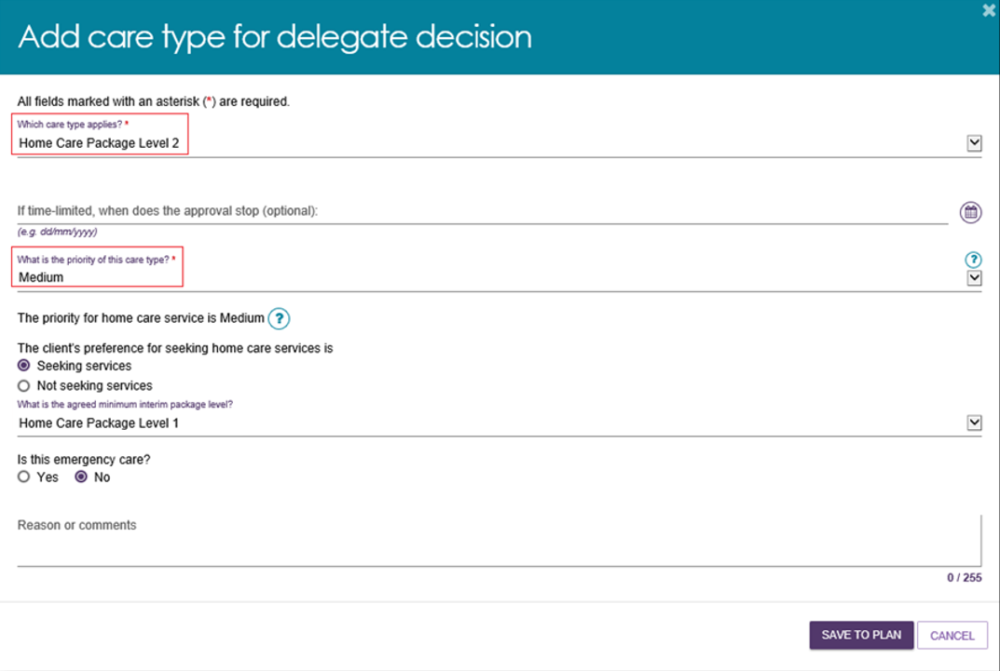 Add care type for delegate decision
All fields marked with an asterisk (*) are required.
Which care type applies? *
Home Care Package Level 2
If time-limited, when does the approval stop (optional):
(e.g. dd/mm/yyyy)
What is the priority of this care type? *
?
Medium
The priority for home care service is Medium ?
The client's preference for seeking home care services is
Seeking services
Not seeking services
What is the agreed minimum interim package level?
Home Care Package Level 1
Is this emergency care?
Yes No
Reason or comments
0 / 255
SAVE TO PLAN CANCEL